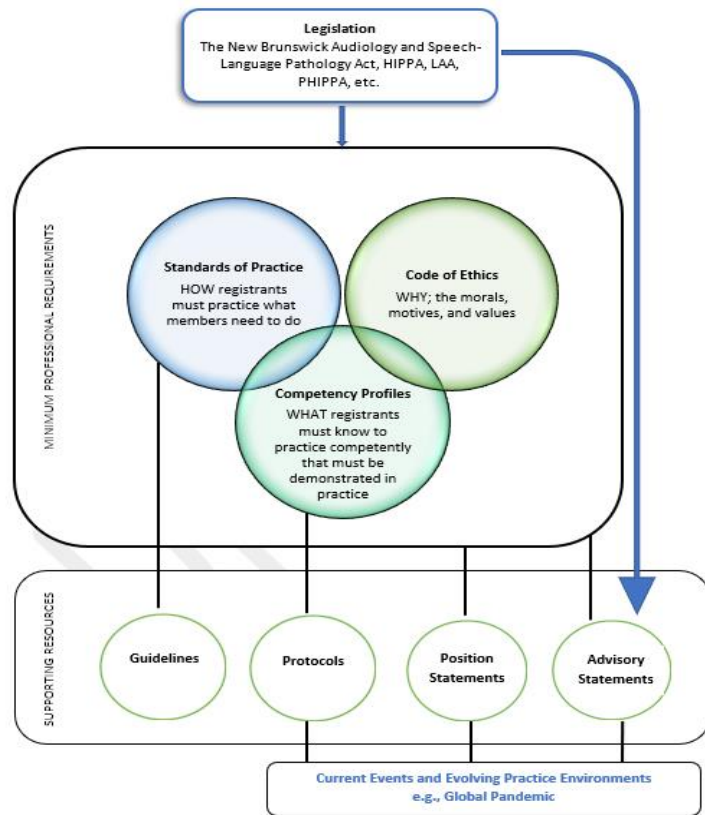 Legislation
The New Brunswick Audiology and Speech-
Language Pathology Act, HIPPA, LAA,
PHIPPA, etc.
MINIMUM PROFESSIONAL REQUIREMENTS
Standards of Practice
HOW registrants
must practice what
members need to do
Code of Ethics
WHY; the morals,
motives, and values
Competency Profiles
WHAT registrants
must know to
practice competently
that must be
demonstrated in
practice
SUPPORTING RESOURCES
Guidelines
Protocols
Position
Statements
Advisory
Statements
Current Events and Evolving Practice Environments
e.g., Global Pandemic